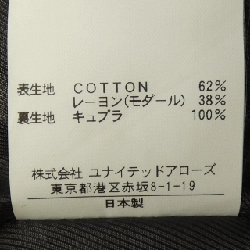 表生地 COTTON 62%
レーヨン(モダール) 38%
裏生地 キュプラ 100%
株式会社 ユナイテッドアローズ
東京都港区赤坂8-1-19
日本製